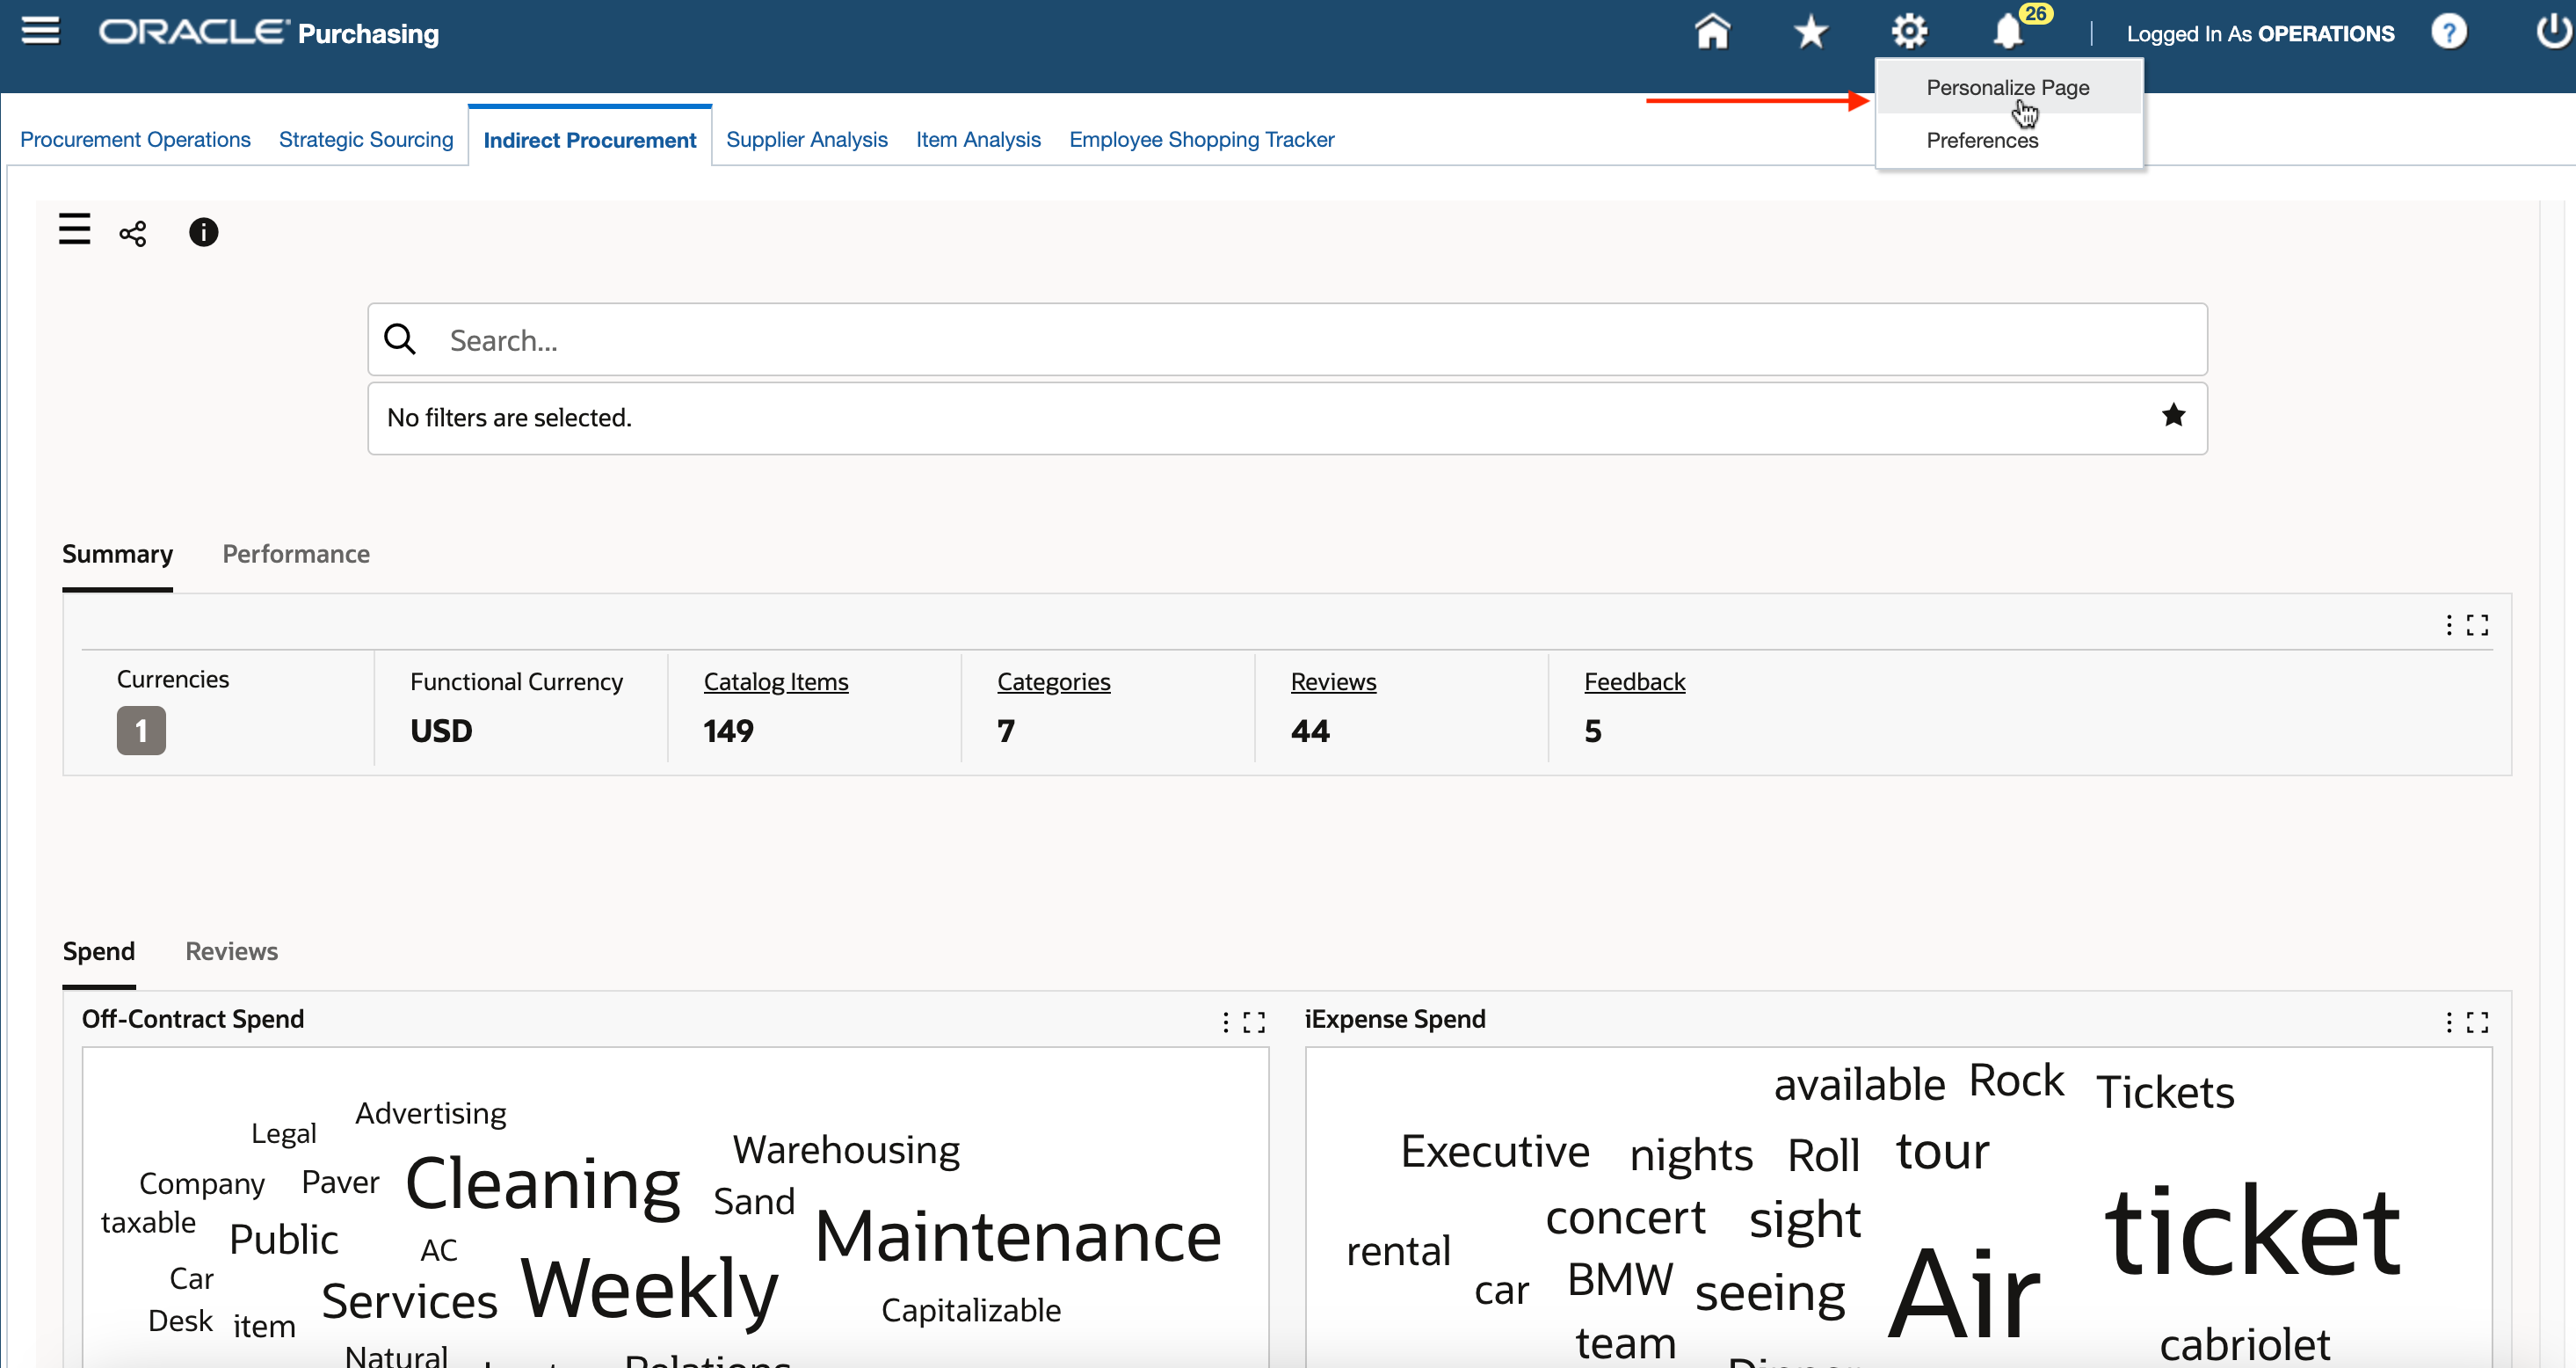 ORACLE Purchasing
26
Logged In As OPERATIONS
?
Personalize Page
Preferences
Procurement Operations
Strategic Sourcing
Indirect Procurement
Supplier Analysis
Item Analysis
Employee Shopping Tracker
i
Search...
No filters are selected.
Summary
Performance
Currencies
1
Functional Currency
USD
Catalog Items
149
Categories
7
Reviews
44
Feedback
5
Spend
Reviews
Off-Contract Spend
Advertising
Legal
Warehousing
Company
Paver
Cleaning
Sand
taxable
Public
AC
Maintenance
Car
Services
Weekly
Capitalizable
Desk
item
Natural
Relations
iExpense Spend
available
Rock
Tickets
Executive
nights
Roll
tour
concert
sight
ticket
rental
car
BMW
seeing
Air
team
cabriolet